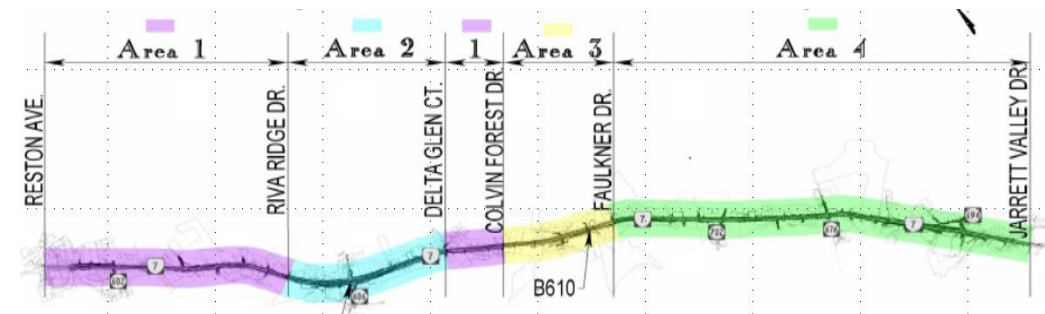 Area 1
Area 2
1
Area 3
Area 4
RESTON AVE.
RIVA RIDGE DR.
DELTA GLEN CT.
COLVIN FOREST DR.
FAULKNER DR.
JARRETT VALLEY DR.
602
7
7
606
B610
7
702
676
7
694